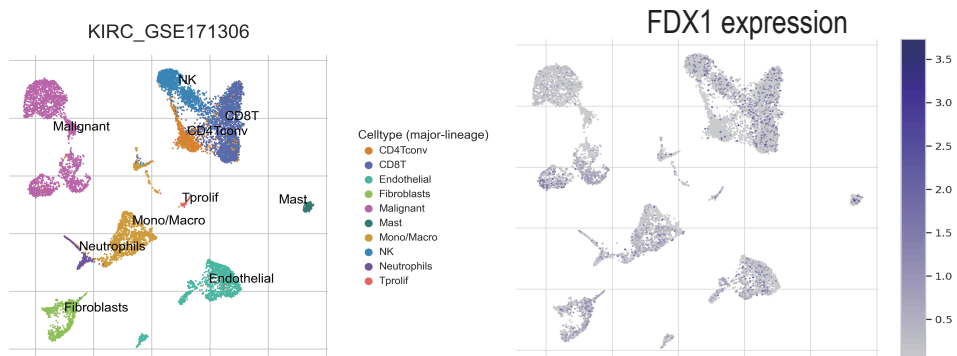 KIRC_GSE171306
NK
CD8T
CD4Tconv
Malignant
Tprolif
Mast
Mono/Macro
Neutrophils
Endothelial
Fibroblasts
Celltype (major-lineage)
CD4Tconv
CD8T
Endothelial
Fibroblasts
Malignant
Mast
Mono/Macro
NK
Neutrophils
Tprolif
FDX1 expression
3.5
3.0
2.5
2.0
1.5
1.0
0.5